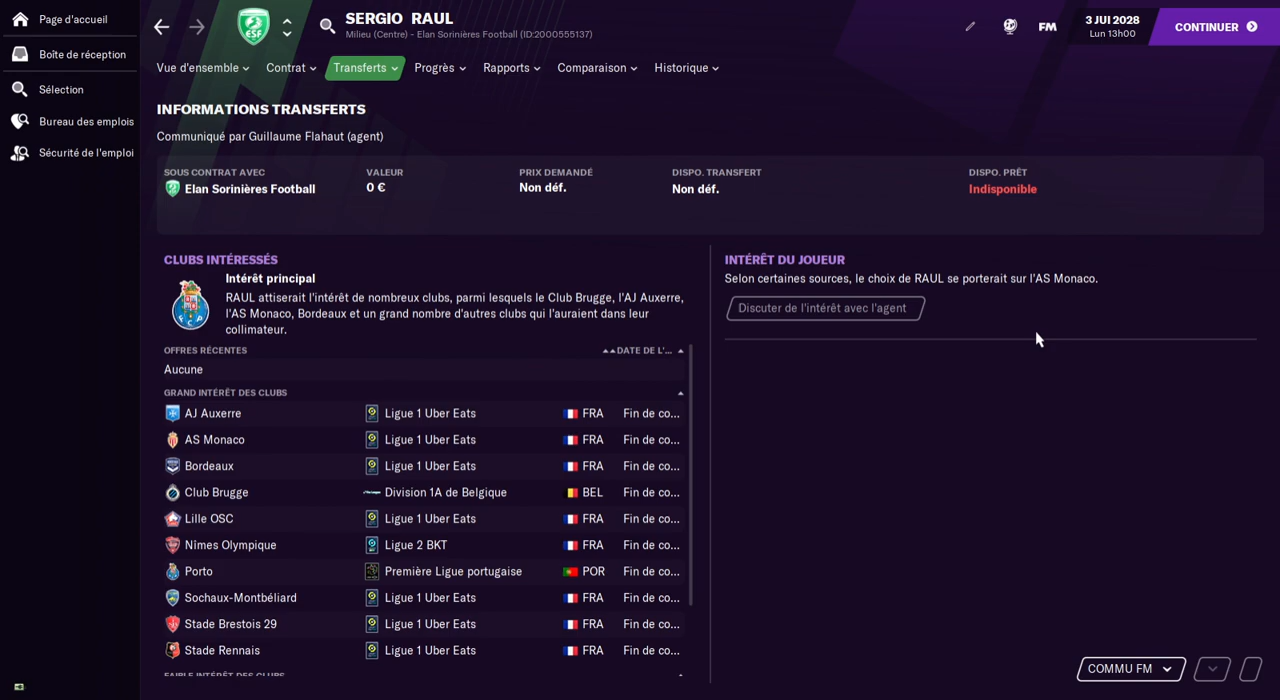 Page d'accueil
Boîte de réception
Sélection
Bureau des emplois
Sécurité de l'emploi
ESF
SERGIO RAUL
Milieu (Centre) - Elan Sorinières Football (ID:2000555137)
FM
3 JUI 2028
Lun 13h00
CONTINUER
Vue d'ensemble
Contrat
Transferts
Progrès
Rapports
Comparaison
Historique
INFORMATIONS TRANSFERTS
Communiqué par Guillaume Flahaut (agent)
SOUS CONTRAT AVEC
Elan Sorinières Football
VALEUR
0 €
PRIX DEMANDÉ
Non déf.
DISPO. TRANSFERT
Non déf.
DISPO. PRÊT
Indisponible
CLUBS INTÉRESSÉS
Intérêt principal
RAUL attiserait l'intérêt de nombreux clubs, parmi lesquels le Club Brugge, l'AJ Auxerre,
l'AS Monaco, Bordeaux et un grand nombre d'autres clubs qui l'auraient dans leur
collimateur.
OFFRES RÉCENTES DATE DE L'...
Aucune
GRAND INTÉRÊT DES CLUBS
AJ Auxerre Ligue 1 Uber Eats FRA Fin de co...
AS Monaco Ligue 1 Uber Eats FRA Fin de co...
Bordeaux Ligue 1 Uber Eats FRA Fin de co...
Club Brugge Division 1A de Belgique BEL Fin de co...
Lille OSC Ligue 1 Uber Eats FRA Fin de co...
Nîmes Olympique Ligue 2 BKT FRA Fin de co...
Porto Première Ligue portugaise POR Fin de co...
Sochaux-Montbéliard Ligue 1 Uber Eats FRA Fin de co...
Stade Brestois 29 Ligue 1 Uber Eats FRA Fin de co...
Stade Rennais Ligue 1 Uber Eats FRA Fin de co...
FAIBLE INTÉRÊT DES CLUBS
INTÉRÊT DU JOUEUR
Selon certaines sources, le choix de RAUL se porterait sur l'AS Monaco.
Discuter de l'intérêt avec l'agent
COMMU FM